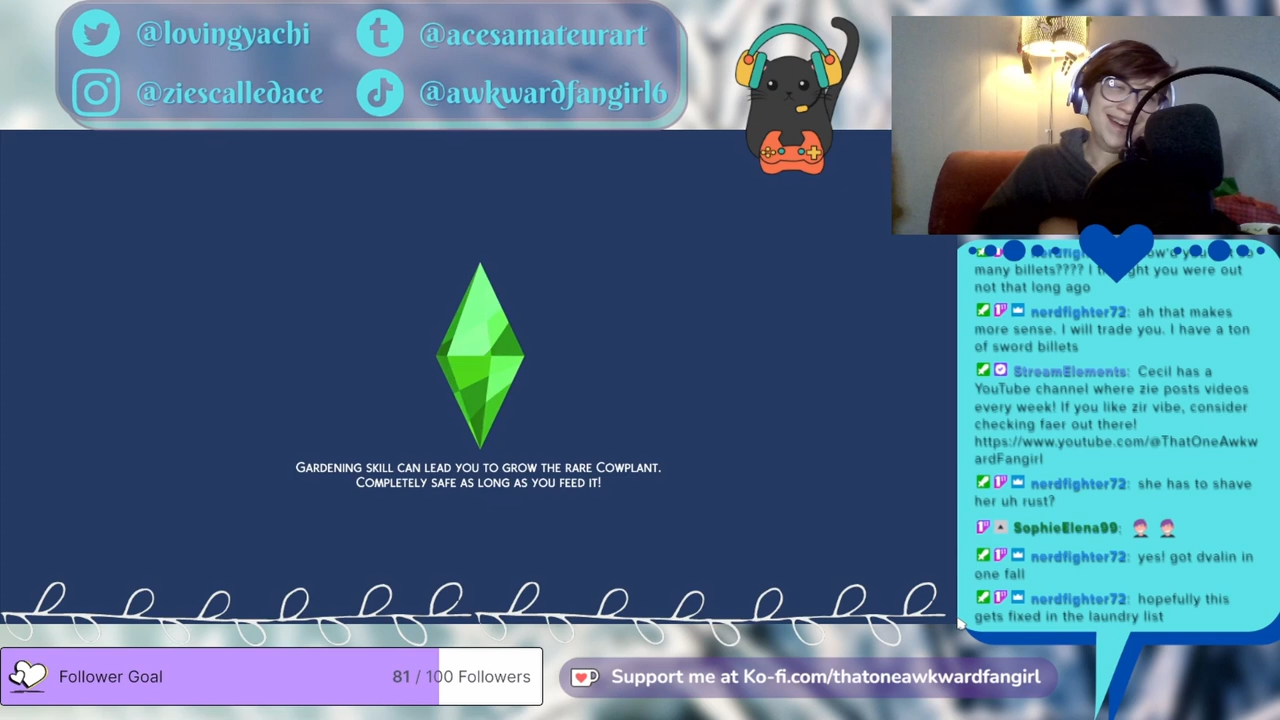 @lovingyachi
@acesamateurart
@ziescalledace
@awkwardfangirl6
Gardening skill can lead you to grow the rare Cowplant.
Completely safe as long as you feed it!
many billets???? I thought you were out
not that long ago
nerdfighter72: ah that makes
more sense. I will trade you. I have a ton
of sword billets
StreamElements: Cecil has a
YouTube channel where zie posts videos
every week! If you like zir vibe, consider
checking faer out there!
https://www.youtube.com/@ThatOneAwkw
ardFangirl
nerdfighter72: she has to shave
her uh rust?
SophieElena99:
nerdfighter72: yes! got dvalin in
one fall
nerdfighter72: hopefully this
gets fixed in the laundry list
Follower Goal
81 / 100 Followers
Support me at Ko-fi.com/thatoneawkwardfangirl